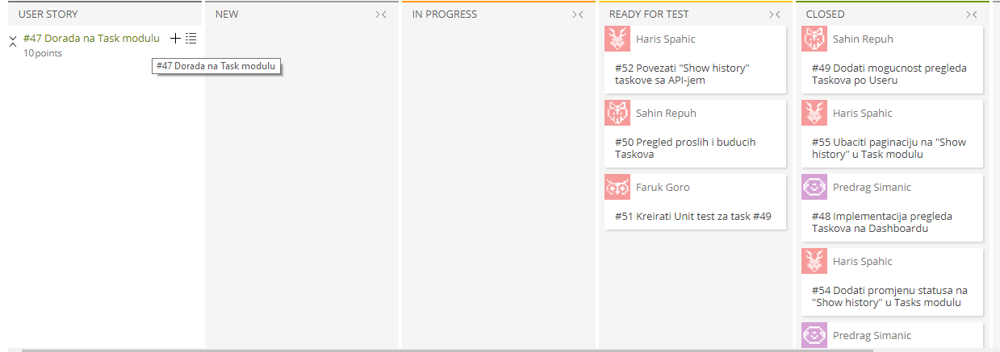 USER STORY
NEW
IN PROGRESS
READY FOR TEST
CLOSED
#47 Dorada na Task modulu
10 points
#47 Dorada na Task modulu
Haris Spahic
#52 Povezati "Show history"
taskove sa API-jem
Sahin Repuh
#50 Pregled proslih i buducih
Taskova
Faruk Goro
#51 Kreirati Unit test za task #49
Sahin Repuh
#49 Dodati mogucnost pregleda
Taskova po Useru
Haris Spahic
#55 Ubaciti paginaciju na "Show
history" u Task modulu
Predrag Simanic
#48 Implementacija pregleda
Taskova na Dashboardu
Haris Spahic
#54 Dodati promjenu statusa na
"Show history" u Tasks modulu
Predrag Simanic